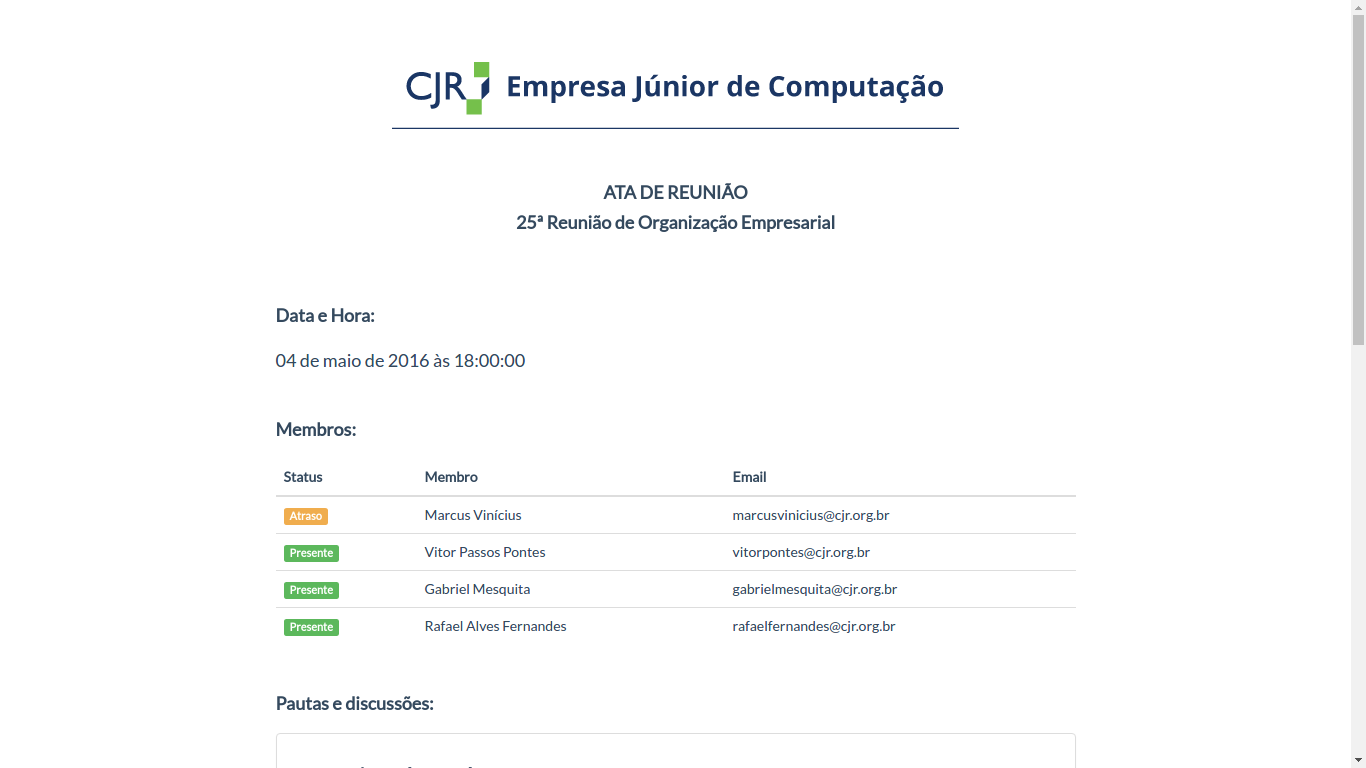 CJR Empresa Júnior de Computação
ATA DE REUNIÃO
25ª Reunião de Organização Empresarial
Data e Hora:
04 de maio de 2016 às 18:00:00
Membros:
Status Membro Email
Atraso Marcus Vinícius marcusvinicius@cjr.org.br
Presente Vitor Passos Pontes vitorpontes@cjr.org.br
Presente Gabriel Mesquita gabrielmesquita@cjr.org.br
Presente Rafael Alves Fernandes rafaelfernandes@cjr.org.br
Pautas e discussões: